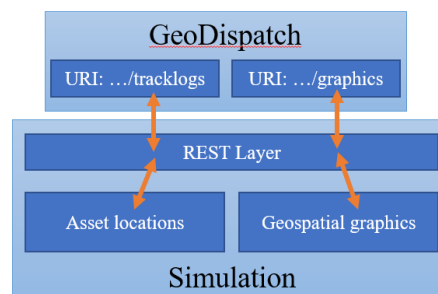 GeoDispatch
URI: .../tracklogs
URI: .../graphics
REST Layer
Asset locations
Geospatial graphics
Simulation